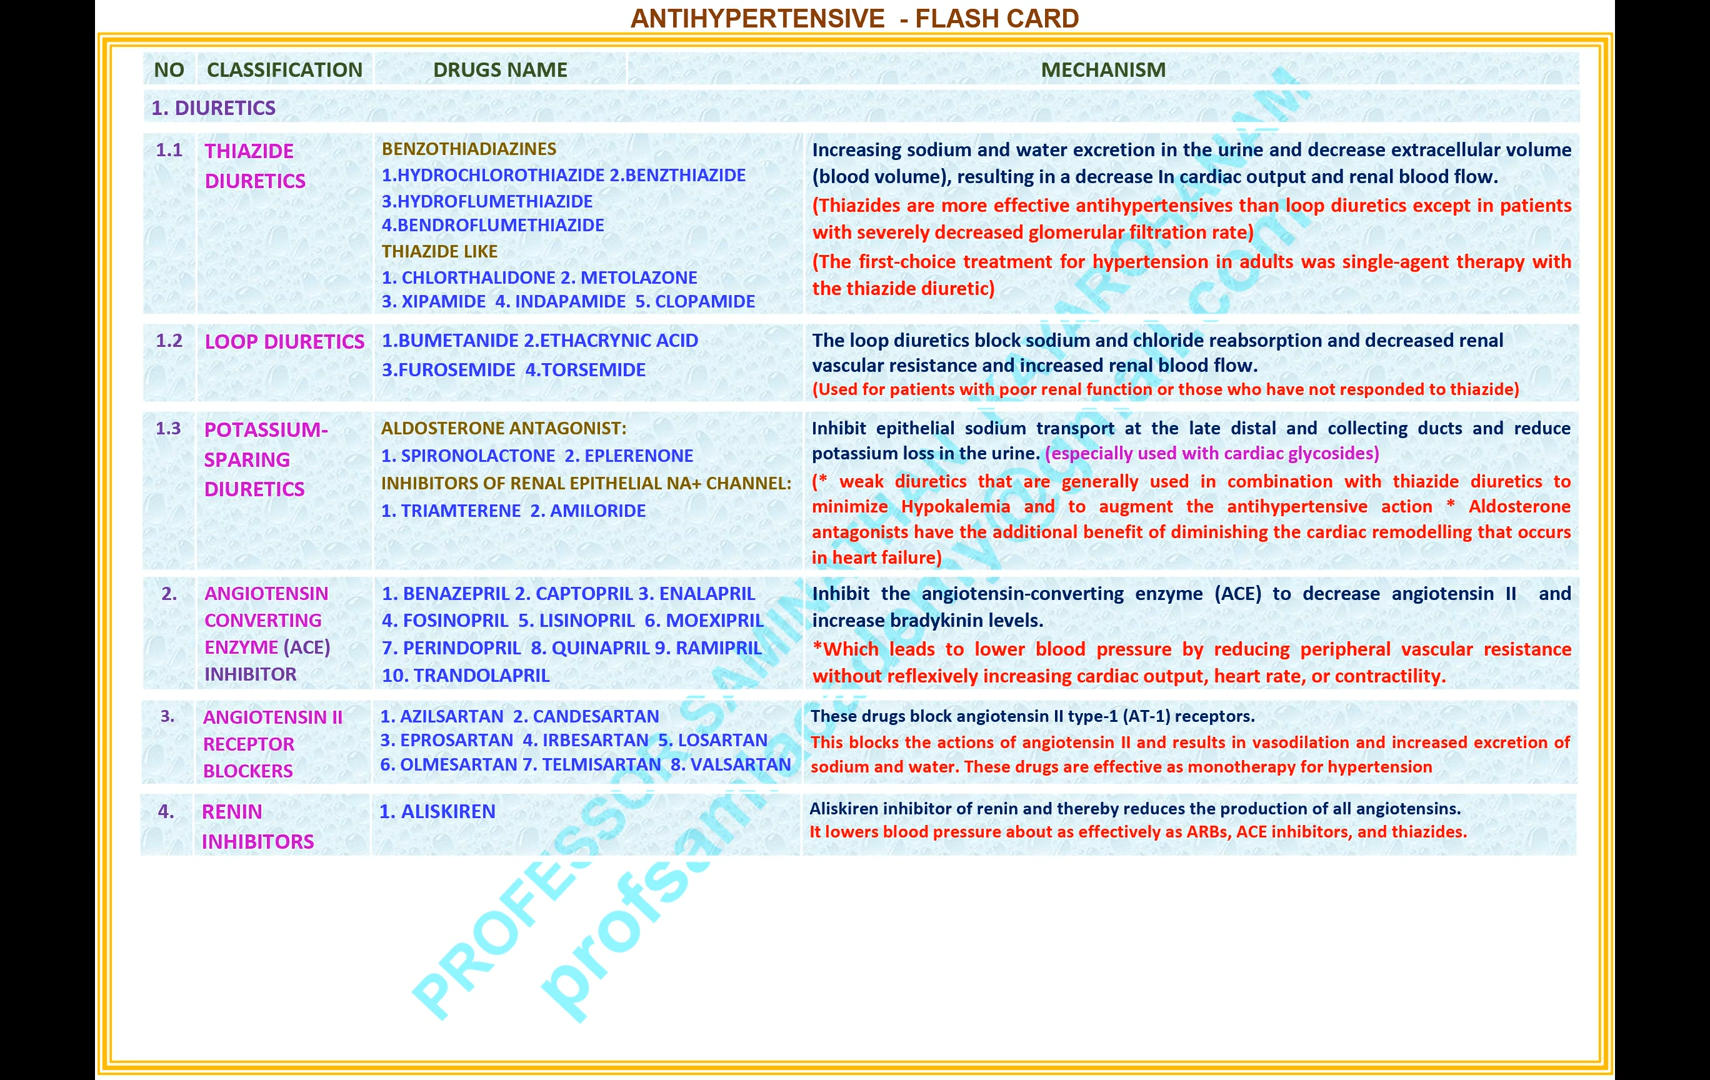 ANTIHYPERTENSIVE - FLASH CARD
NO CLASSIFICATION DRUGS NAME MECHANISM
1. DIURETICS
1.1 THIAZIDE
DIURETICS
BENZOTHIADIAZINES
1.HYDROCHLOROTHIAZIDE 2.BENZTHIAZIDE
3.HYDROFLUMETHIAZIDE
4.BENDROFLUMETHIAZIDE
THIAZIDE LIKE
1. CHLORTHALIDONE 2. METOLAZONE
3. XIPAMIDE 4. INDAPAMIDE 5. CLOPAMIDE
Increasing sodium and water excretion in the urine and decrease extracellular volume
(blood volume), resulting in a decrease In cardiac output and renal blood flow.
(Thiazides are more effective antihypertensives than loop diuretics except in patients
with severely decreased glomerular filtration rate)
(The first-choice treatment for hypertension in adults was single-agent therapy with
the thiazide diuretic)
1.2 LOOP DIURETICS
1.BUMETANIDE 2.ETHACRYNIC ACID
3.FUROSEMIDE 4.TORSEMIDE
The loop diuretics block sodium and chloride reabsorption and decreased renal
vascular resistance and increased renal blood flow.
(Used for patients with poor renal function or those who have not responded to thiazide)
1.3 POTASSIUM-
SPARING
DIURETICS
ALDOSTERONE ANTAGONIST:
1. SPIRONOLACTONE 2. EPLERENONE
INHIBITORS OF RENAL EPITHELIAL NA+ CHANNEL:
1. TRIAMTERENE 2. AMILORIDE
Inhibit epithelial sodium transport at the late distal and collecting ducts and reduce
potassium loss in the urine. (especially used with cardiac glycosides)
(* weak diuretics that are generally used in combination with thiazide diuretics to
minimize Hypokalemia and to augment the antihypertensive action * Aldosterone
antagonists have the additional benefit of diminishing the cardiac remodelling that occurs
in heart failure)
2. ANGIOTENSIN
CONVERTING
ENZYME (ACE)
INHIBITOR
1. BENAZEPRIL 2. CAPTOPRIL 3. ENALAPRIL
4. FOSINOPRIL 5. LISINOPRIL 6. MOEXIPRIL
7. PERINDOPRIL 8. QUINAPRIL 9. RAMIPRIL
10. TRANDOLAPRIL
Inhibit the angiotensin-converting enzyme (ACE) to decrease angiotensin II and
increase bradykinin levels.
*Which leads to lower blood pressure by reducing peripheral vascular resistance
without reflexively increasing cardiac output, heart rate, or contractility.
3. ANGIOTENSIN II
RECEPTOR
BLOCKERS
1. AZILSARTAN 2. CANDESARTAN
3. EPROSARTAN 4. IRBESARTAN 5. LOSARTAN
6. OLMESARTAN 7. TELMISARTAN 8. VALSARTAN
These drugs block angiotensin II type-1 (AT-1) receptors.
This blocks the actions of angiotensin II and results in vasodilation and increased excretion of
sodium and water. These drugs are effective as monotherapy for hypertension
4. RENIN
INHIBITORS
1. ALISKIREN
Aliskiren inhibitor of renin and thereby reduces the production of all angiotensins.
It lowers blood pressure about as effectively as ARBs, ACE inhibitors, and thiazides.